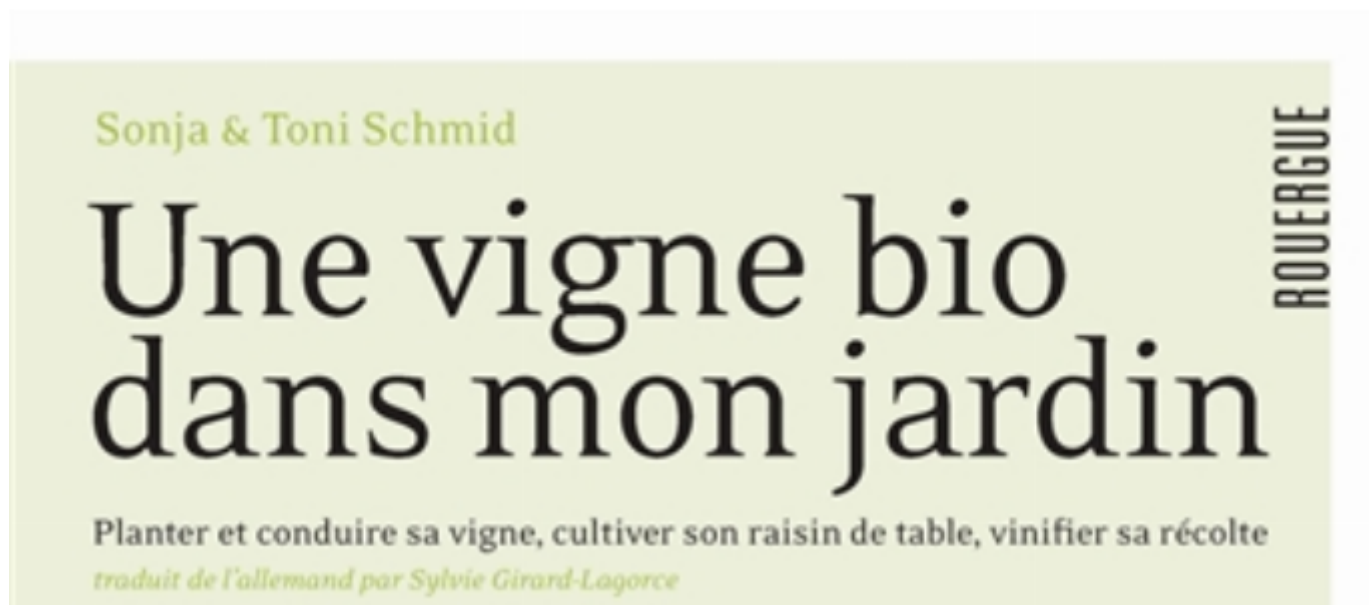 Sonja & Toni Schmid
ROUERGUE
Une vigne bio
dans mon jardin
Planter et conduire sa vigne, cultiver son raisin de table, vinifier sa récolte
traduit de l'allemand par Sylvie Girard-Lagorce